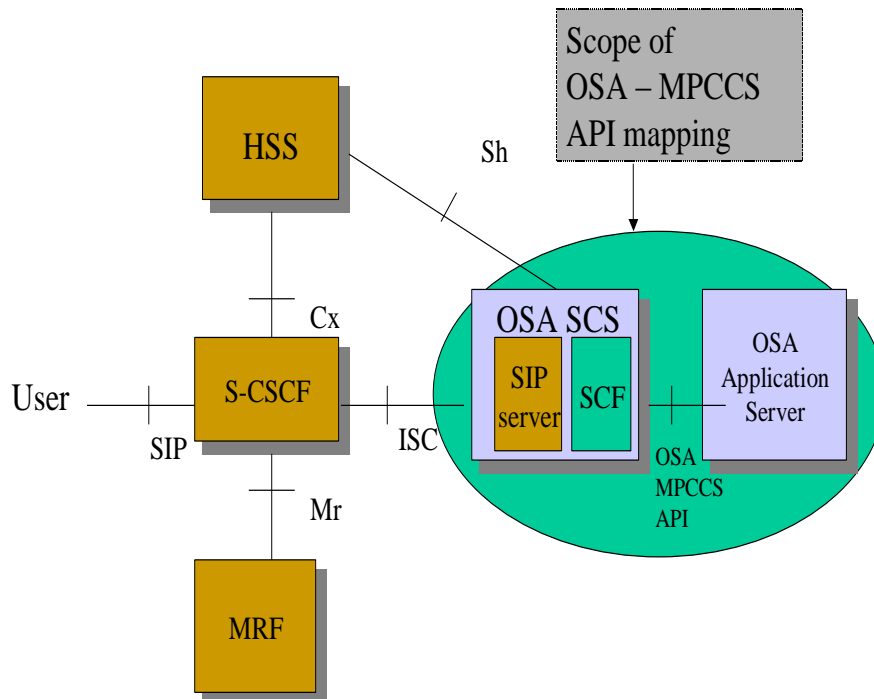 Scope of
OSA – MPCCS
API mapping
HSS
Sh
Cx
OSA SCS
User
S-CSCF
SIP
server
SCF
OSA
Application
Server
SIP
ISC
OSA
MPCCS
API
Mr
MRF